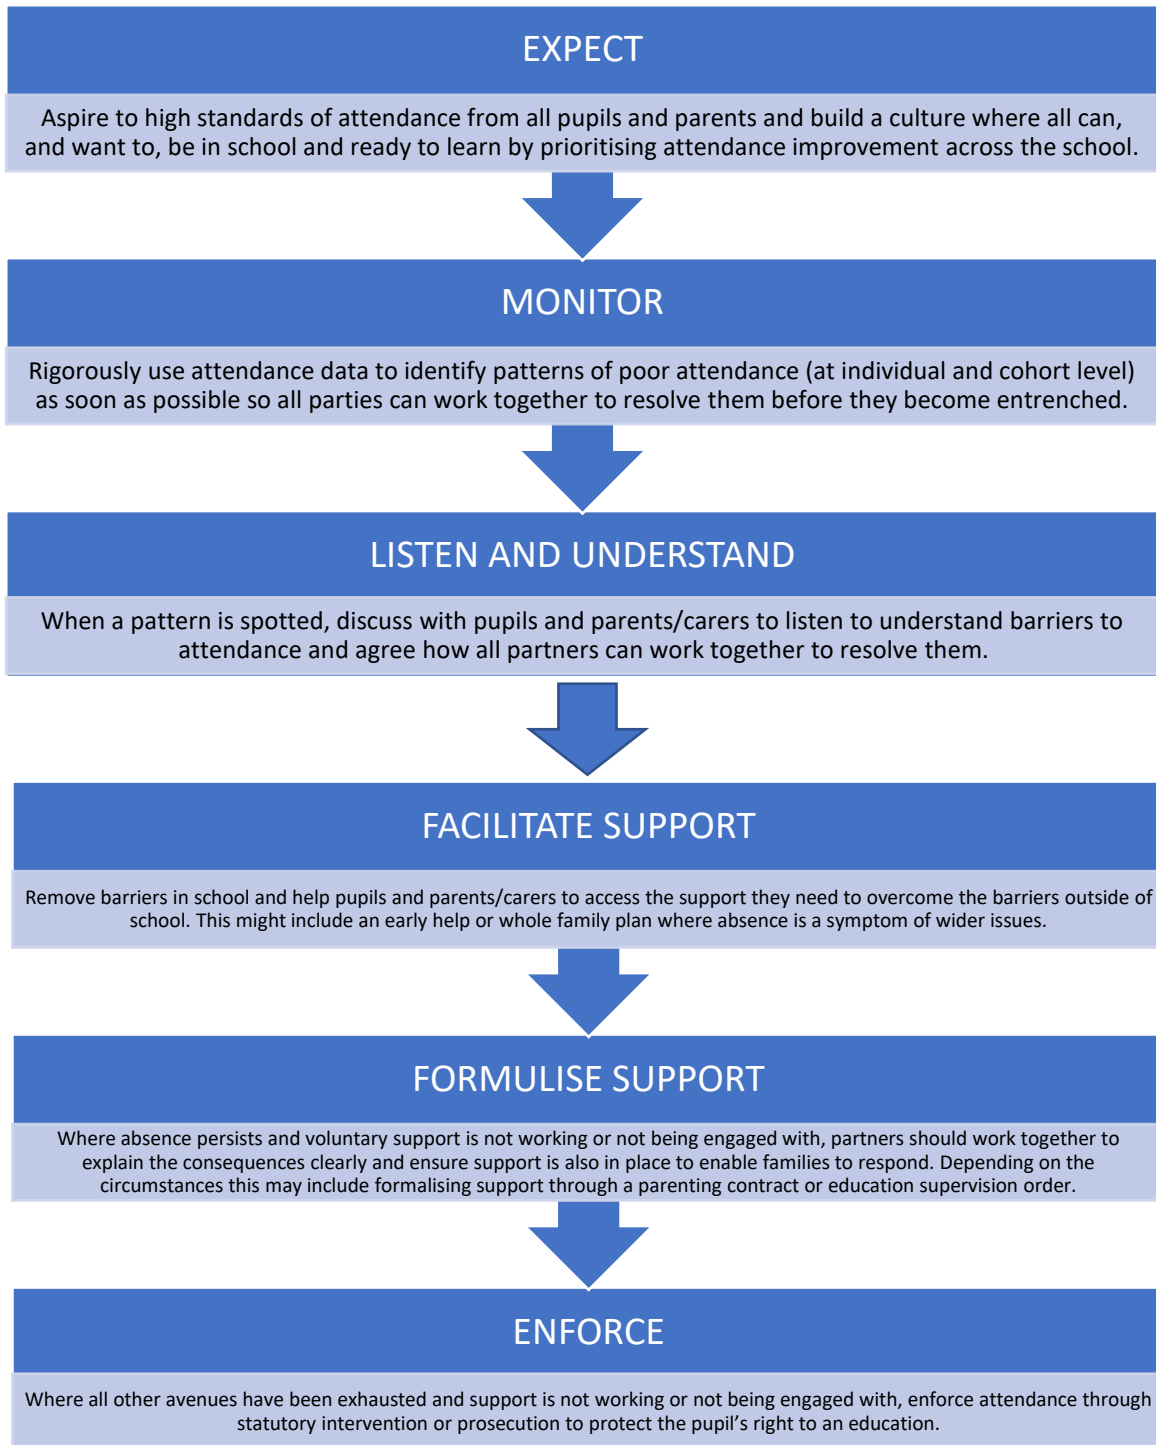 EXPECT
Aspire to high standards of attendance from all pupils and parents and build a culture where all can,
and want to, be in school and ready to learn by prioritising attendance improvement across the school.
MONITOR
Rigorously use attendance data to identify patterns of poor attendance (at individual and cohort level)
as soon as possible so all parties can work together to resolve them before they become entrenched.
LISTEN AND UNDERSTAND
When a pattern is spotted, discuss with pupils and parents/carers to listen to understand barriers to
attendance and agree how all partners can work together to resolve them.
FACILITATE SUPPORT
Remove barriers in school and help pupils and parents/carers to access the support they need to overcome the barriers outside of
school. This might include an early help or whole family plan where absence is a symptom of wider issues.
FORMULISE SUPPORT
Where absence persists and voluntary support is not working or not being engaged with, partners should work together to
explain the consequences clearly and ensure support is also in place to enable families to respond. Depending on the
circumstances this may include formalising support through a parenting contract or education supervision order.
ENFORCE
Where all other avenues have been exhausted and support is not working or not being engaged with, enforce attendance through
statutory intervention or prosecution to protect the pupil’s right to an education.